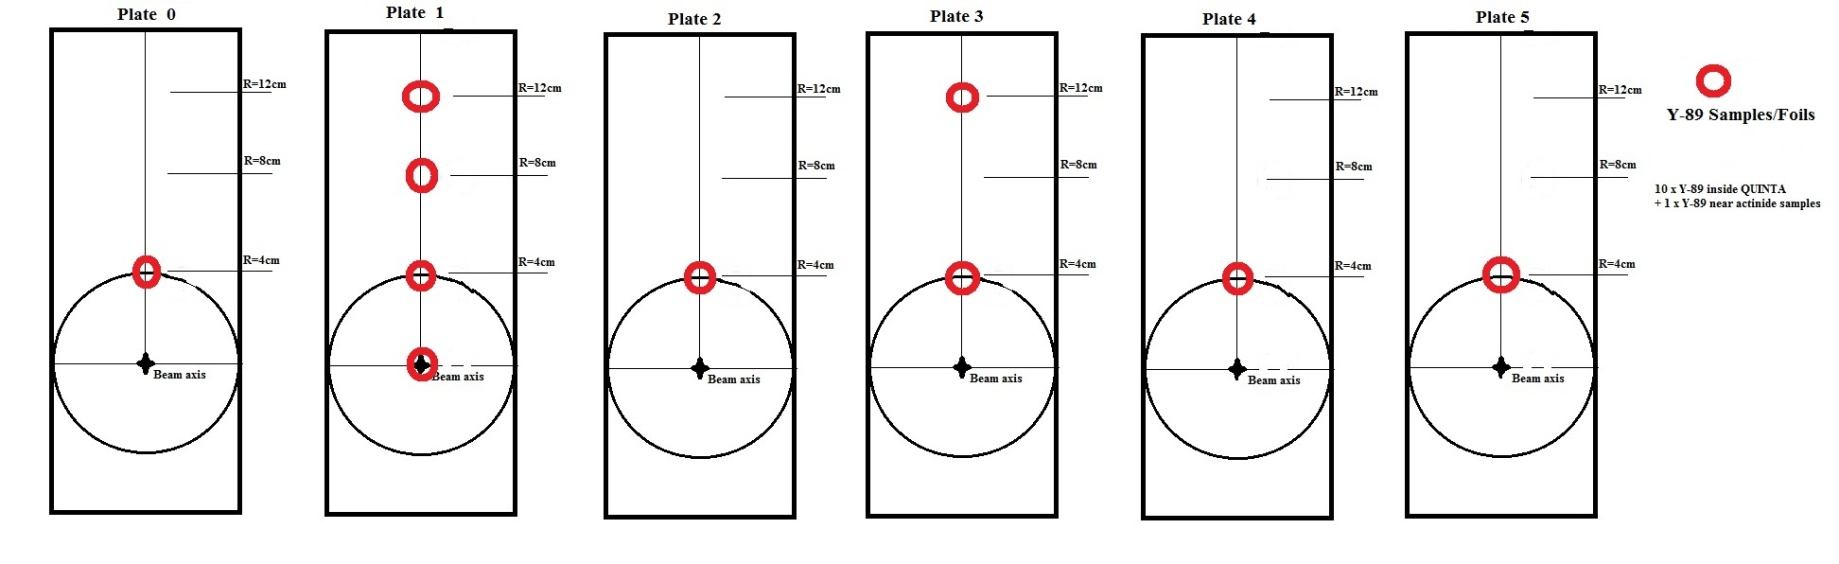 Plate 0
R=12cm
R=8cm
R=4cm
Beam axis
Plate 1
R=12cm
R=8cm
R=4cm
Beam axis
Plate 2
R=12cm
R=8cm
R=4cm
Beam axis
Plate 3
R=12cm
R=8cm
R=4cm
Beam axis
Plate 4
R=12cm
R=8cm
R=4cm
Beam axis
Plate 5
R=12cm
R=8cm
R=4cm
Beam axis
Y-89 Samples/Foils
10 x Y-89 inside QUINTA
+ 1 x Y-89 near actinide samples